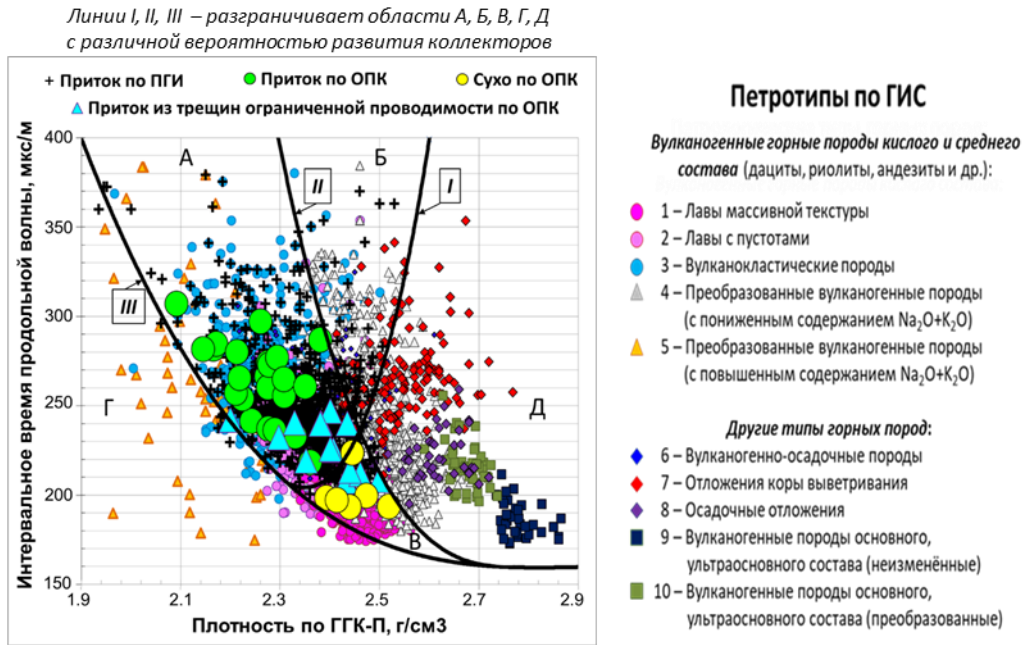 Линии I, II, III – разграничивает области А, Б, В, Г, Д
с различной вероятностью развития коллекторов
Приток по ПГИ
Приток по ОПК
Сухо по ОПК
Приток из трещин ограниченной проводимости по ОПК
Интервальное время продольной волны, мкс/м
400
350
300
250
200
150
А
Б
II
I
III
Г
Д
В
1.9
2.1
2.3
2.5
2.7
2.9
Плотность по ГГК-П, г/см3
Петротипы по ГИС
Вулканогенные горные породы кислого и среднего
состава (дациты, риолиты, андезиты и др.):
1 – Лавы массивной текстуры
2 – Лавы с пустотами
3 – Вулканокластические породы
4 – Преобразованные вулканогенные породы
(с пониженным содержанием Na₂O+K₂O)
5 – Преобразованные вулканогенные породы
(с повышенным содержанием Na₂O+K₂O)
Другие типы горных пород:
6 – Вулканогенно-осадочные породы
7 – Отложения коры выветривания
8 – Осадочные отложения
9 – Вулканогенные породы основного,
ультраосновного состава (неизменённые)
10 – Вулканогенные породы основного,
ультраосновного состава (преобразованные)